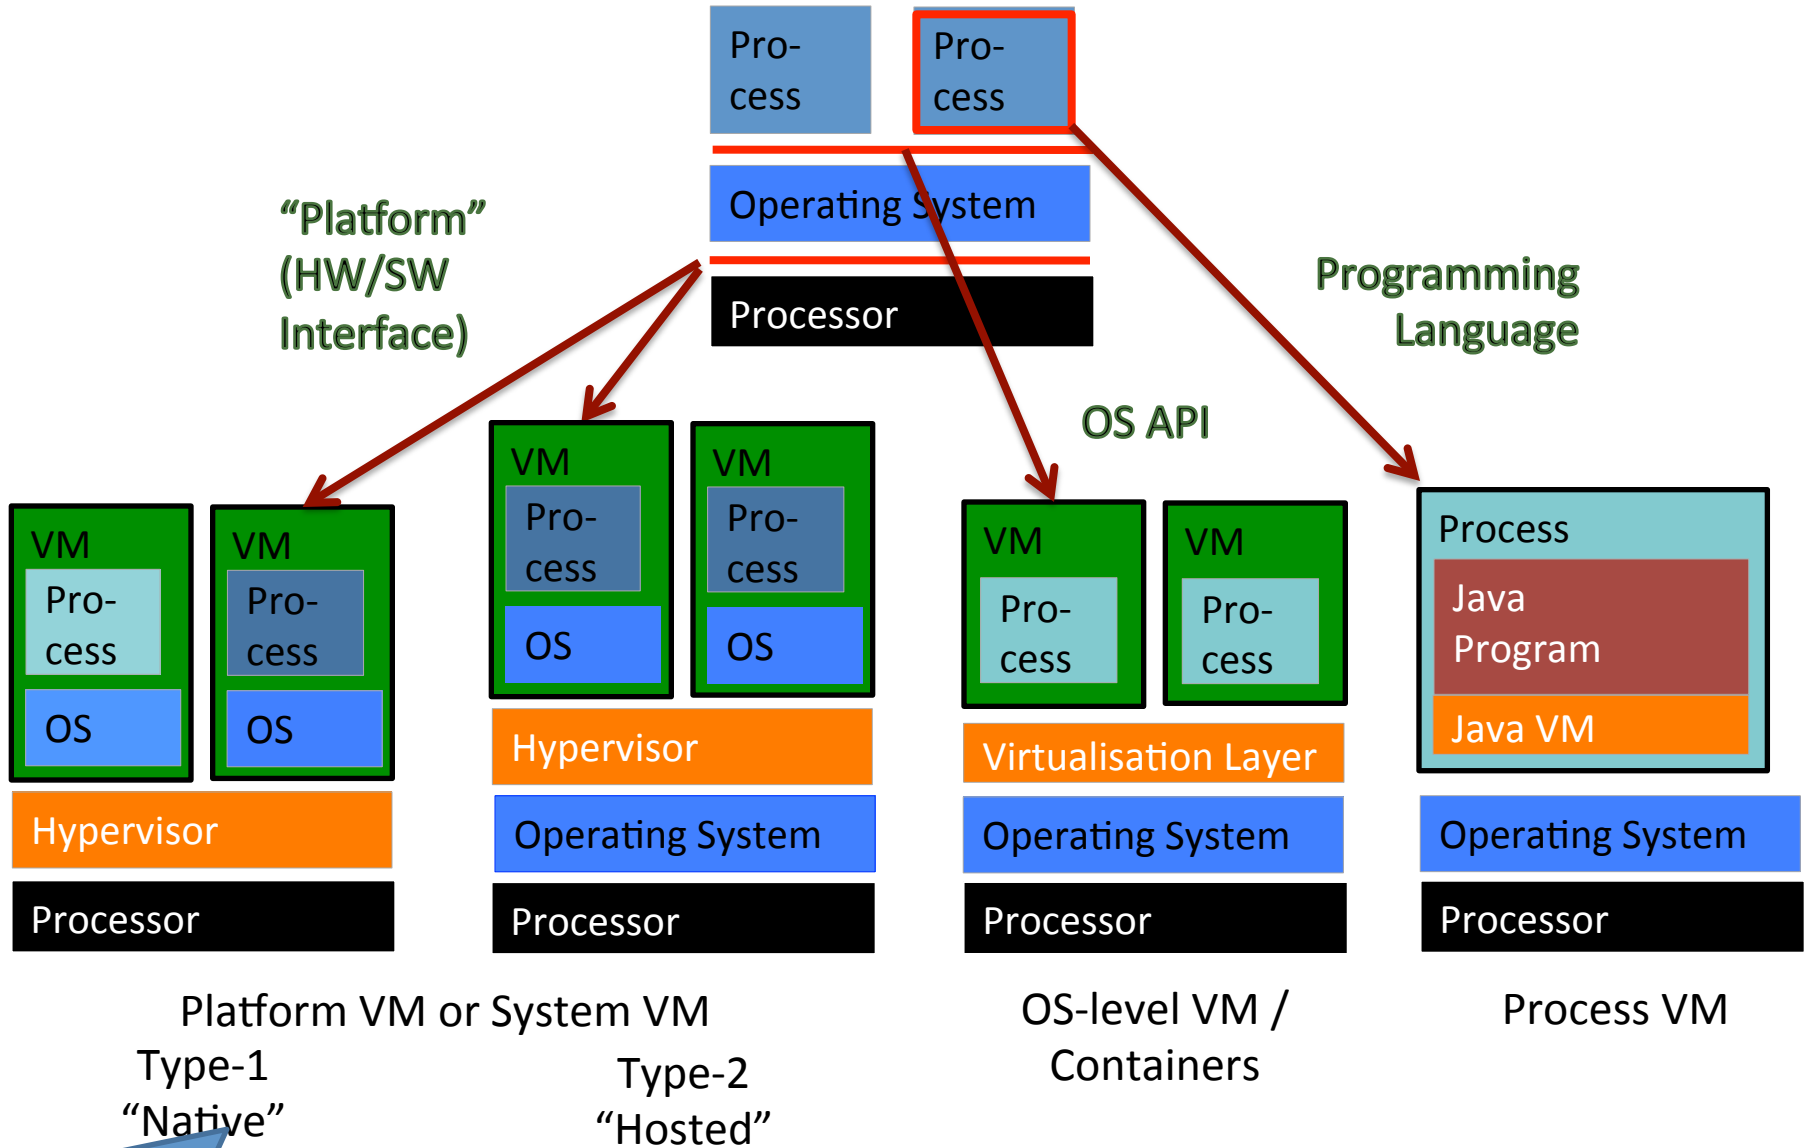 Pro-
cess
Pro-
cess
Operating System
Processor
“Platform”
(HW/SW
Interface)
Programming
Language
OS API
VM
Pro-
cess
OS
VM
Pro-
cess
OS
Hypervisor
Processor
VM
Pro-
cess
OS
VM
Pro-
cess
OS
Hypervisor
Operating System
Processor
VM
Pro-
cess
VM
Pro-
cess
Virtualisation Layer
Operating System
Processor
Process
Java
Program
Java VM
Operating System
Processor
Platform VM or System VM
Type-1
“Native”
Type-2
“Hosted”
OS-level VM /
Containers
Process VM